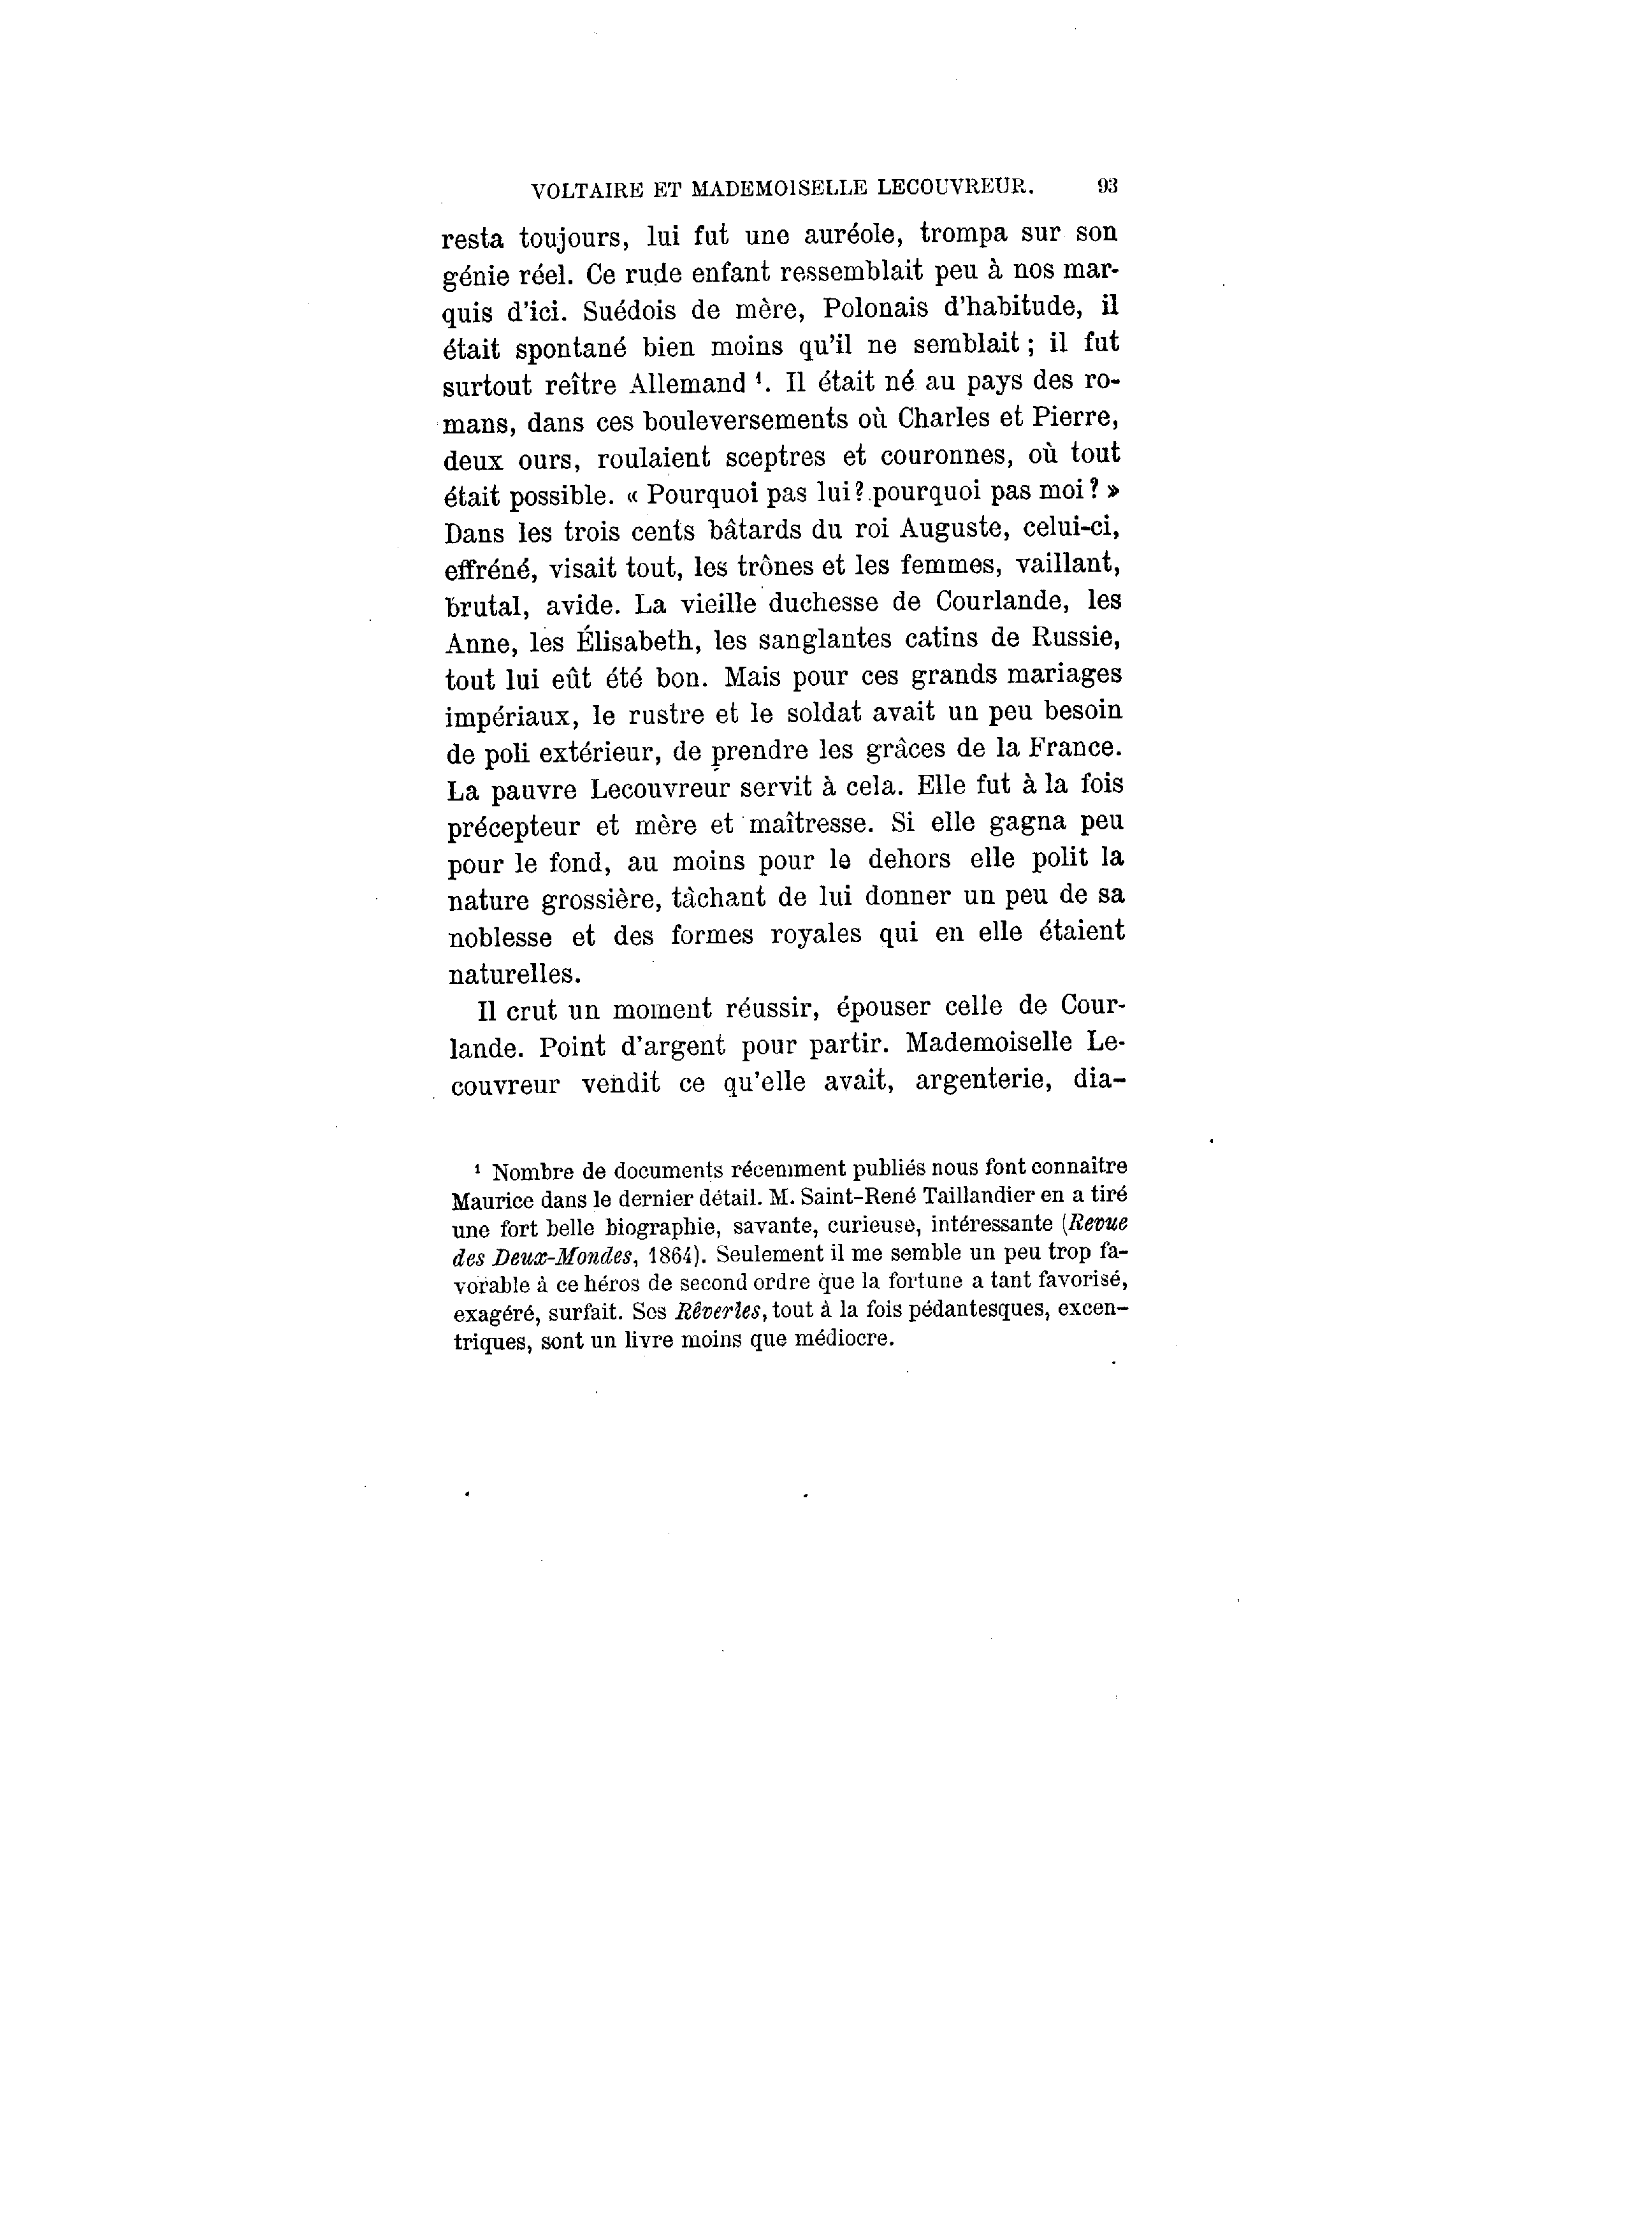 VOLTAIRE ET MADEMOISELLE LECOUVREUR. 93
resta toujours, lui fut une auréole, trompa sur son
génie réel. Ce rude enfant ressemblait peu à nos mar-
quis d'ici. Suédois de mère, Polonais d'habitude, il
était spontané bien moins qu'il ne semblait ; il fut
surtout reître Allemand ¹. Il était né au pays des ro-
mans, dans ces bouleversements où Charles et Pierre,
deux ours, roulaient sceptres et couronnes, où tout
était possible. « Pourquoi pas lui? pourquoi pas moi ? »
Dans les trois cents bâtards du roi Auguste, celui-ci,
effréné, visait tout, les trônes et les femmes, vaillant,
brutal, avide. La vieille duchesse de Courlande, les
Anne, les Élisabeth, les sanglantes catins de Russie,
tout lui eût été bon. Mais pour ces grands mariages
impériaux, le rustre et le soldat avait un peu besoin
de poli extérieur, de prendre les grâces de la France.
La pauvre Lecouvreur servit à cela. Elle fut à la fois
précepteur et mère et maîtresse. Si elle gagna peu
pour le fond, au moins pour le dehors elle polit la
nature grossière, tâchant de lui donner un peu de sa
noblesse et des formes royales qui en elle étaient
naturelles.
Il crut un moment réussir, épouser celle de Cour-
lande. Point d'argent pour partir. Mademoiselle Le-
couvreur vendit ce qu'elle avait, argenterie, dia-
¹ Nombre de documents récemment publiés nous font connaître
Maurice dans le dernier détail. M. Saint-René Taillandier en a tiré
une fort belle biographie, savante, curieuse, intéressante (Revue
des Deux-Mondes, 1864). Seulement il me semble un peu trop fa-
vorable à ce héros de second ordre que la fortune a tant favorisé,
exagéré, surfait. Ses Rêveries, tout à la fois pédantesques, excen-
triques, sont un livre moins que médiocre.